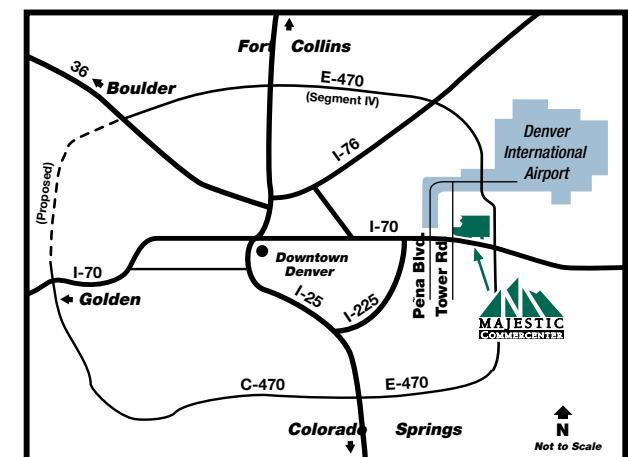 Fort Collins
36
Boulder
E-470
(Segment IV)
I-76
Denver
International
Airport
(Proposed)
I-70
I-70
Downtown
Denver
Pẽna Blvd.
Tower Rd.
Golden
I-25
I-225
MAJESTIC
COMMERCENTER
C-470
E-470
Colorado Springs
N
Not to Scale